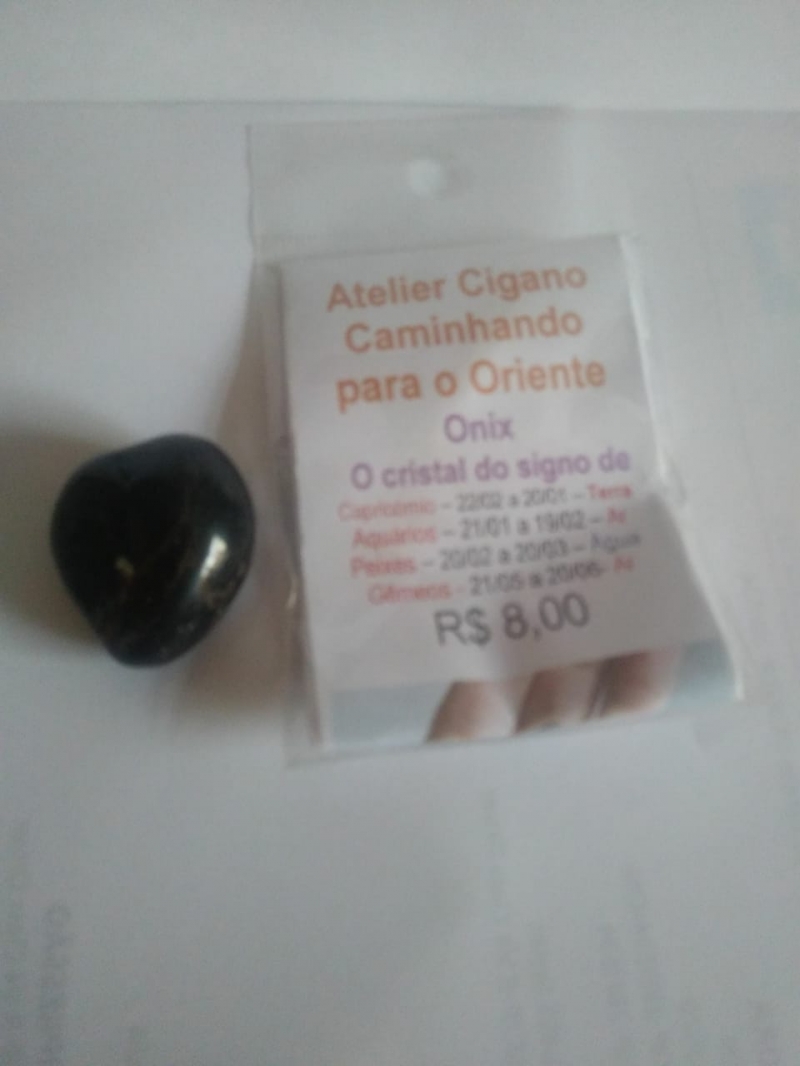 Atelier Cigano
Caminhando
para o Oriente
Onix
O cristal do signo de
Capricórnio - 22/02 a 20/01 - Terra
Aquários - 21/01 a 19/02 - Ar
Peixes - 20/02 a 20/03 - Água
Gêmeos - 21/05 a 20/06- Ar
R$ 8,00